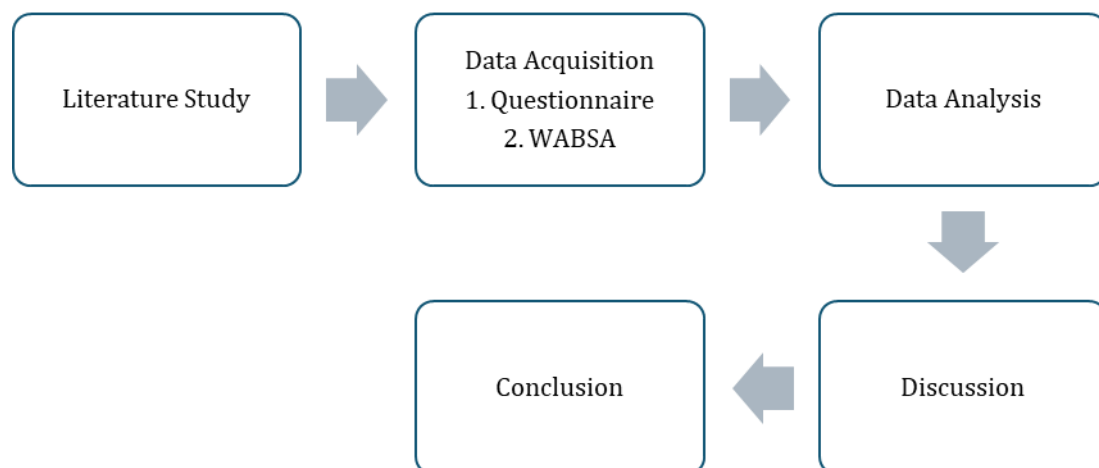 Literature Study
Data Acquisition
1. Questionnaire
2. WABSA
Data Analysis
Discussion
Conclusion